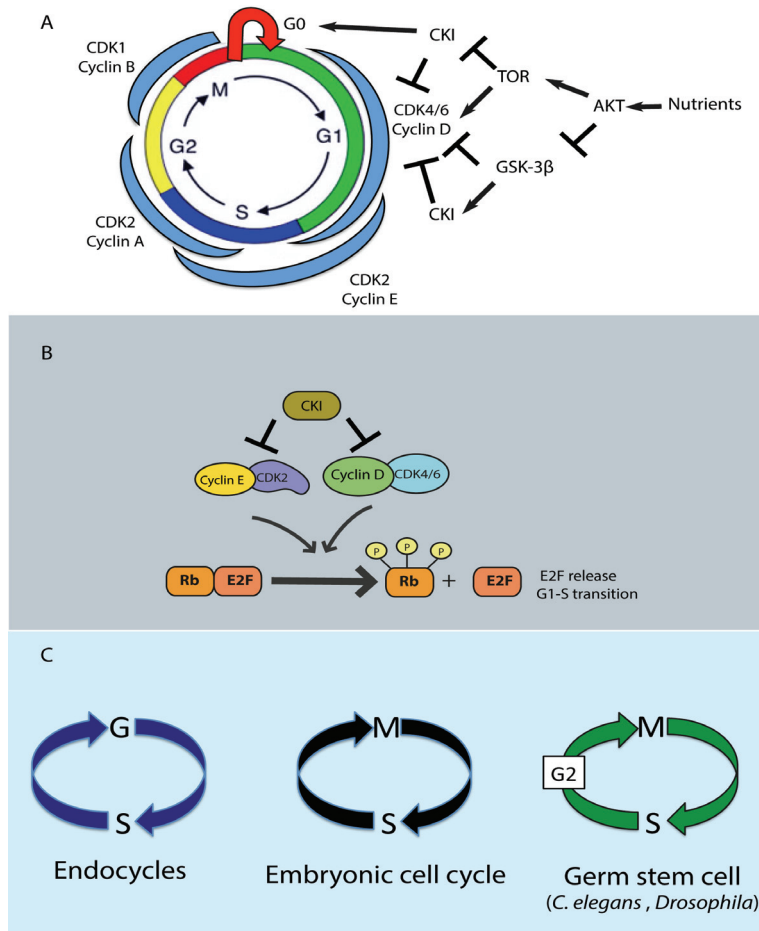 A
G0
CKI
CDK1
Cyclin B
TOR
M
CDK4/6
Cyclin D
AKT
Nutrients
G1
G2
GSK-3β
S
CKI
CDK2
Cyclin A
CDK2
Cyclin E
B
CKI
Cyclin E
CDK2
Cyclin D
CDK4/6
P
P
P
Rb
E2F
Rb
+
E2F
E2F release
G1-S transition
C
G
S
Endocycles
M
S
Embryonic cell cycle
M
G2
S
Germ stem cell
(C. elegans , Drosophila)